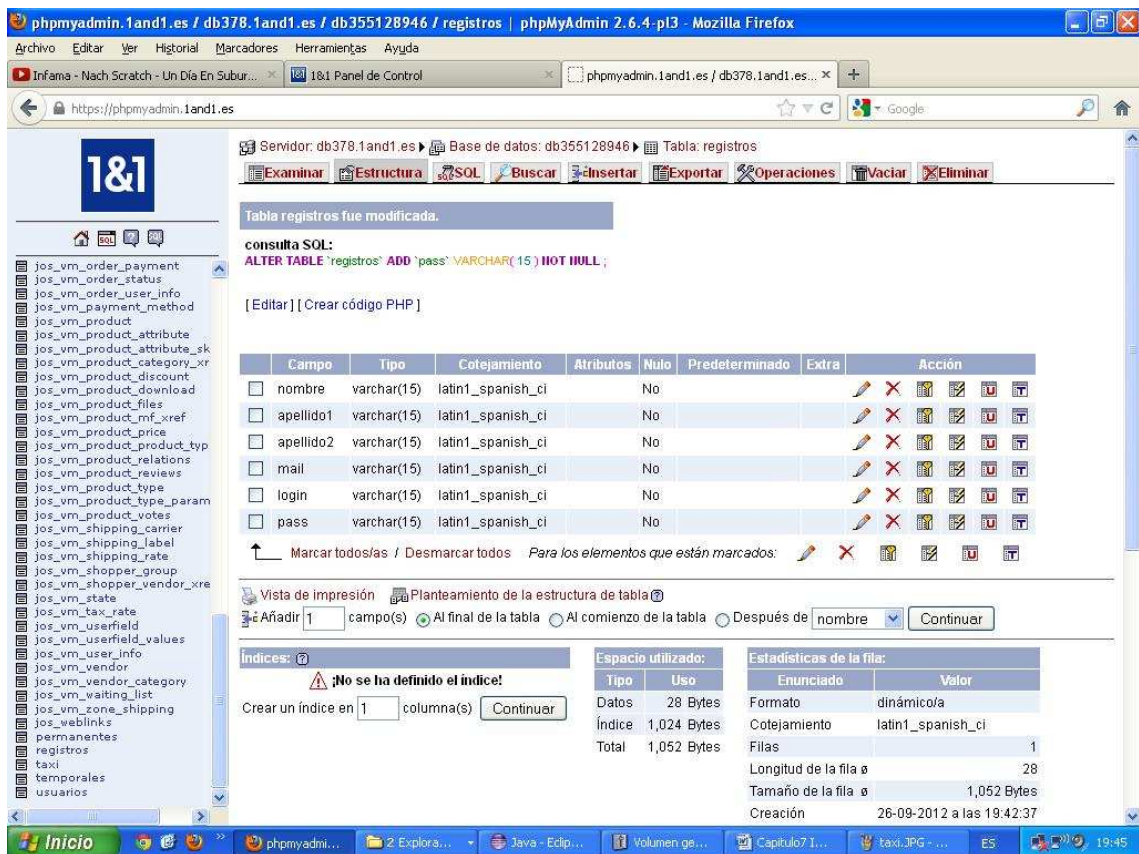 phpmyadmin.1and1.es / db378.1and1.es / db355128946 / registros | phpMyAdmin 2.6.4-pl3 - Mozilla Firefox
Archivo Editar Ver Historial Marcadores Herramientas Ayuda
Infama - Nach Scratch - Un Día En Subur... 1&1 1&1 Panel de Control phpmyadmin.1and1.es / db378.1and1.es...
https://phpmyadmin.1and1.es Google
1&1
SQL
jos_vm_order_payment
jos_vm_order_status
jos_vm_order_user_info
jos_vm_payment_method
jos_vm_product
jos_vm_product_attribute
jos_vm_product_attribute_sk
jos_vm_product_category_xr
jos_vm_product_discount
jos_vm_product_download
jos_vm_product_files
jos_vm_product_mf_xref
jos_vm_product_price
jos_vm_product_product_typ
jos_vm_product_relations
jos_vm_product_reviews
jos_vm_product_type
jos_vm_product_type_param
jos_vm_product_votes
jos_vm_shipping_carrier
jos_vm_shipping_label
jos_vm_shipping_rate
jos_vm_shopper_group
jos_vm_shopper_vendor_xre
jos_vm_state
jos_vm_tax_rate
jos_vm_userfield
jos_vm_userfield_values
jos_vm_user_info
jos_vm_vendor
jos_vm_vendor_category
jos_vm_waiting_list
jos_vm_zone_shipping
jos_weblinks
permanentes
registros
taxi
temporales
usuarios
Servidor: db378.1and1.es Base de datos: db355128946 Tabla: registros
Examinar Estructura SQL Buscar Insertar Exportar Operaciones Vaciar Eliminar
Tabla registros fue modificada.
consulta SQL:
ALTER TABLE `registros` ADD `pass` VARCHAR( 15 ) NOT NULL ;
[ Editar ] [ Crear código PHP ]
Campo Tipo Cotejamiento Atributos Nulo Predeterminado Extra Acción
nombre varchar(15) latin1_spanish_ci No
apellido1 varchar(15) latin1_spanish_ci No
apellido2 varchar(15) latin1_spanish_ci No
mail varchar(15) latin1_spanish_ci No
login varchar(15) latin1_spanish_ci No
pass varchar(15) latin1_spanish_ci No
Marcar todos/as / Desmarcar todos Para los elementos que están marcados:
Vista de impresión Planteamiento de la estructura de tabla
Añadir 1 campo(s) Al final de la tabla Al comienzo de la tabla Después de nombre Continuar
Índices:
¡No se ha definido el índice!
Crear un índice en 1 columna(s) Continuar
Espacio utilizado:
Tipo Uso
Datos 28 Bytes
Índice 1,024 Bytes
Total 1,052 Bytes
Estadísticas de la fila:
Enunciado Valor
Formato dinámico/a
Cotejamiento latin1_spanish_ci
Filas 1
Longitud de la fila ø 28
Tamaño de la fila ø 1,052 Bytes
Creación 26-09-2012 a las 19:42:37
Inicio phpmyadmi... 2 Explora... Java - Eclip... Volumen ge... Capitulo7 I... taxi.JPG - ... ES 19:45